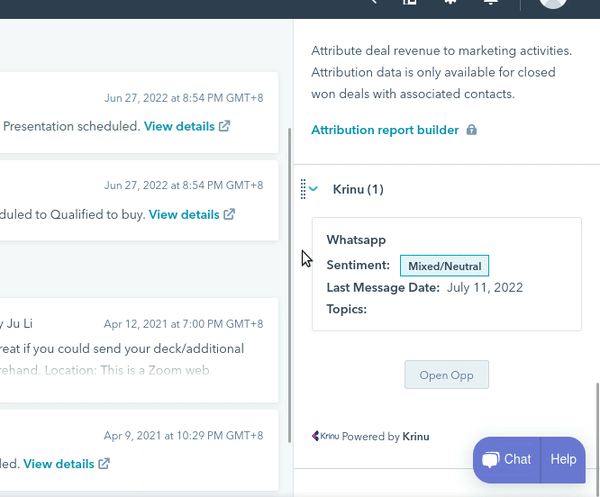 Jun 27, 2022 at 8:54 PM GMT+8
Presentation scheduled. View details
Jun 27, 2022 at 8:54 PM GMT+8
duled to Qualified to buy. View details
y Ju Li Apr 12, 2021 at 7:00 PM GMT+8
reat if you could send your deck/additional
rehand. Location: This is a Zoom web
Apr 9, 2021 at 10:29 PM GMT+8
led. View details
Attribute deal revenue to marketing activities.
Attribution data is only available for closed
won deals with associated contacts.
Attribution report builder
Krinu (1)
Whatsapp
Sentiment: Mixed/Neutral
Last Message Date: July 11, 2022
Topics:
Open Opp
Krinu Powered by Krinu
Chat Help